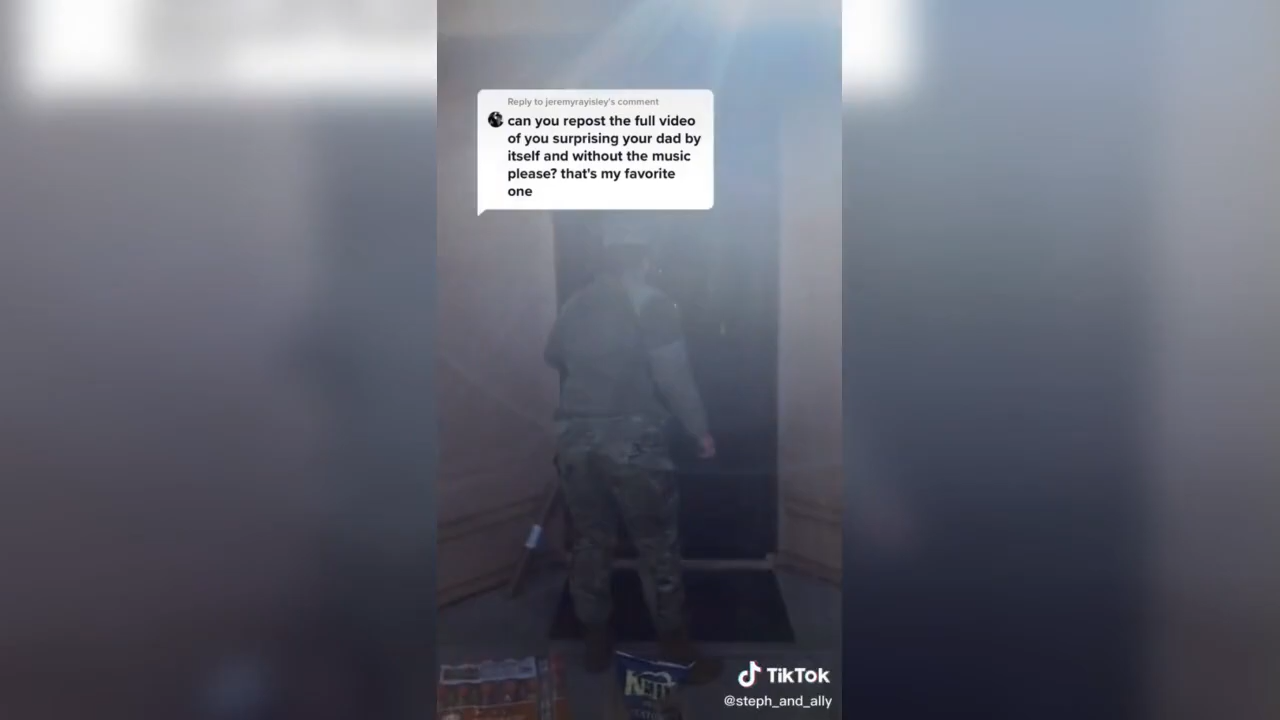 Reply to jeremyrayisley's comment
can you repost the full video
of you surprising your dad by
itself and without the music
please? that's my favorite
one
TikTok
@steph_and_ally